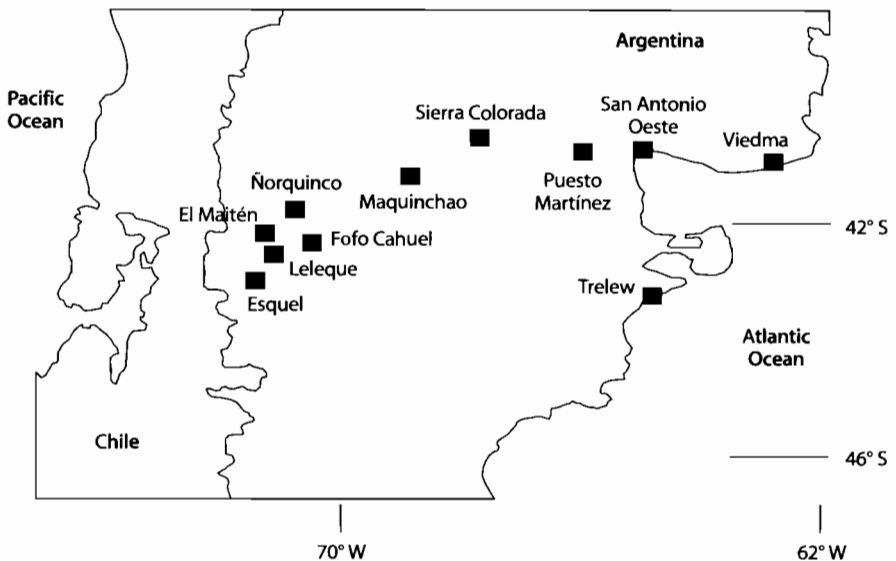 Argentina
Pacific
Ocean
Sierra Colorada
San Antonio
Oeste
Viedma
Ñorquinco
Maquinchao
Puesto
Martínez
El Maitén
Fofo Cahuel
42° S
Leleque
Esquel
Trelew
Atlantic
Ocean
Chile
46° S
70° W
62° W